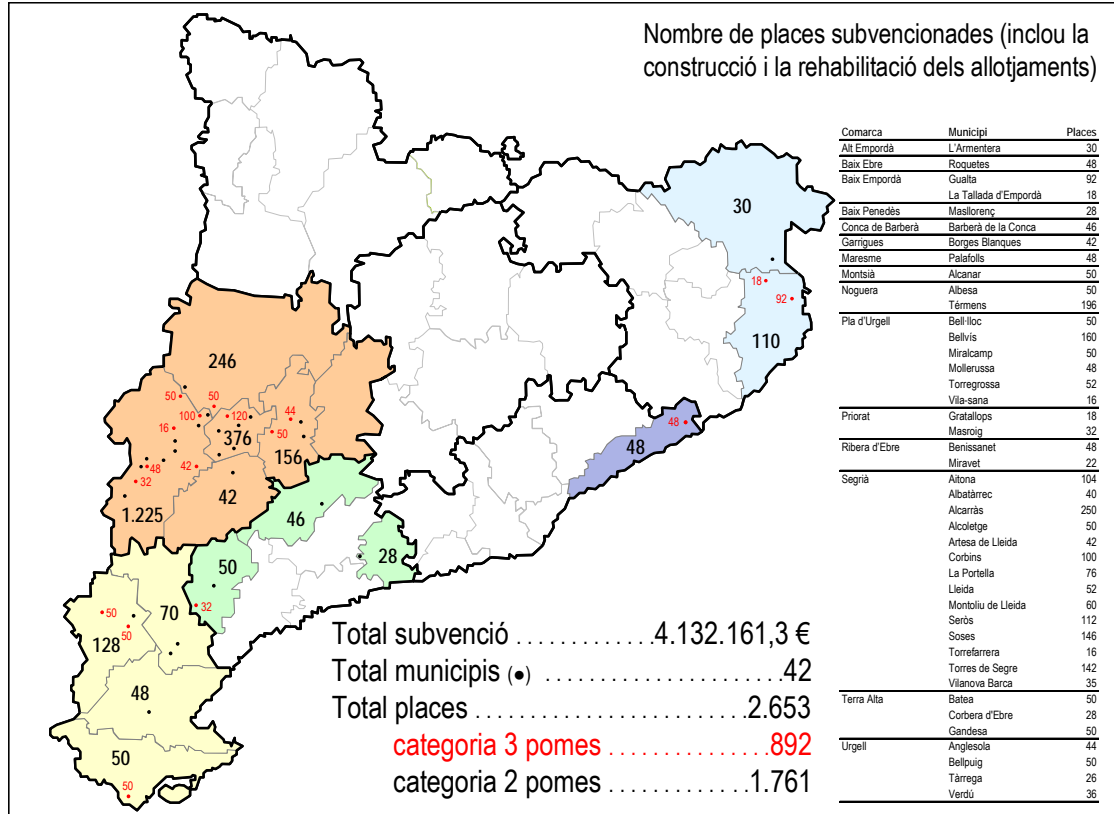 Nombre de places subvencionades (inclou la
construcció i la rehabilitació dels allotjaments)
Comarca Municipi Places
Alt Empordà L'Armentera 30
Baix Ebre Roquetes 48
Baix Empordà Gualta 92
La Tallada d'Empordà 18
Baix Penedès Masllorenç 28
Conca de Barberà Barberà de la Conca 46
Garrigues Borges Blanques 42
Maresme Palafolls 48
Montsià Alcanar 50
Noguera Albesa 50
Térmens 196
Pla d'Urgell Bell·lloc 50
Bellvís 160
Miralcamp 50
Mollerussa 48
Torregrossa 52
Vila-sana 16
Priorat Gratallops 18
Masroig 32
Ribera d'Ebre Benissanet 48
Miravet 22
Segrià Aitona 104
Albatàrrec 40
Alcarràs 250
Alcoletge 50
Artesa de Lleida 42
Corbins 100
La Portella 76
Lleida 52
Montoliu de Lleida 60
Seròs 112
Soses 146
Torrefarrera 16
Torres de Segre 142
Vilanova Barca 35
Terra Alta Batea 50
Corbera d'Ebre 28
Gandesa 50
Urgell Anglesola 44
Bellpuig 50
Tàrrega 26
Verdú 36
30
18
92
110
246
50
50
100
120
44
16
376
50
48
48
156
48
42
32
42
1.225
46
28
50
32
50
70
50
128
48
50
50
Total subvenció . . . . . . . . . . . .4.132.161,3 €
Total municipis (●) . . . . . . . . . . . . . . . . . .42
Total places . . . . . . . . . . . . . . . . . . . .2.653
categoria 3 pomes . . . . . . . . . . . .892
categoria 2 pomes . . . . . . . . . . .1.761